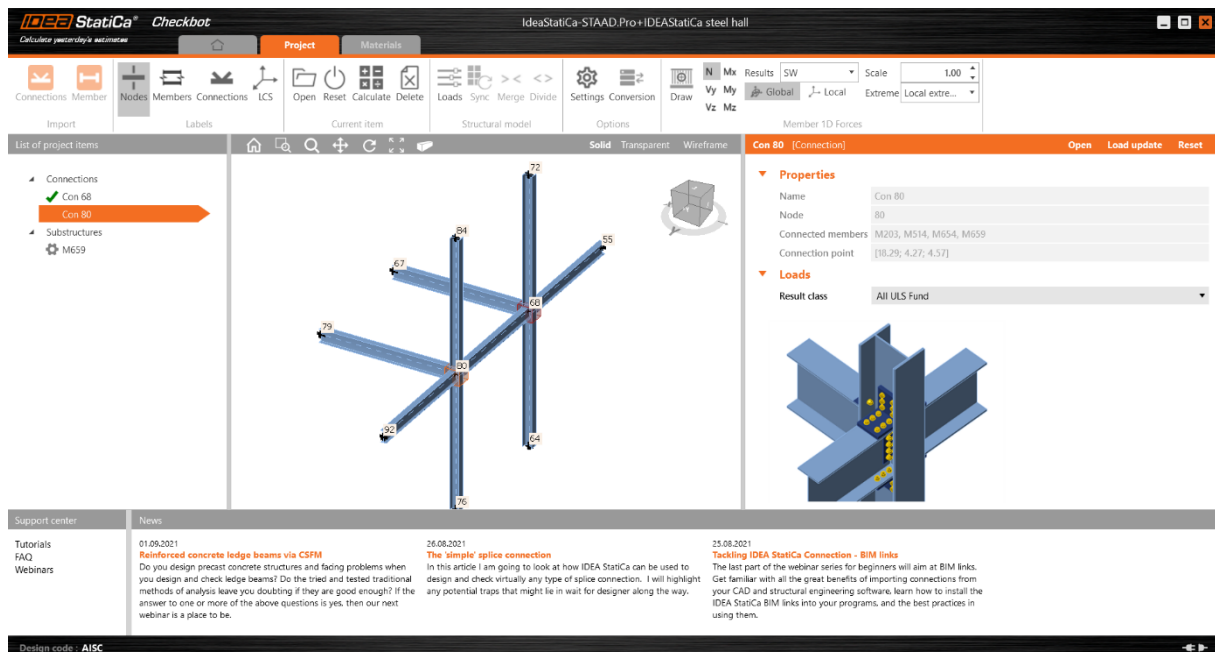 IDEA StatiCa® Checkbot
Calculate yesterday's estimates
IdeaStatiCa-STAAD.Pro+IDEAStatiCa steel hall
Project
Materials
Connections Member
Import
Nodes Members Connections LCS
Labels
Open Reset Calculate Delete
Current item
Loads Sync Merge Divide
Structural model
Settings Conversion
Options
Draw
N Mx
Vy My
Vz Mz
Results SW
Scale 1.00
Global Local
Extreme Local extre...
Member 1D Forces
List of project items
Connections
Con 68
Con 80
Substructures
M659
Solid Transparent Wireframe
72
84
55
67
68
79
80
92
64
76
Con 80 [Connection]
Open Load update Reset
Properties
Name Con 80
Node 80
Connected members M203, M514, M654, M659
Connection point [18.29; 4.27; 4.57]
Loads
Result class All ULS Fund
Support center
Tutorials
FAQ
Webinars
News
01.09.2021
Reinforced concrete ledge beams via CSFM
Do you design precast concrete structures and facing problems when
you design and check ledge beams? Do the tried and tested traditional
methods of analysis leave you doubting if they are good enough? If the
answer to one or more of the above questions is yes, then our next
webinar is a place to be.
26.08.2021
The 'simple' splice connection
In this article I am going to look at how IDEA StatiCa can be used to
design and check virtually any type of splice connection. I will highlight
any potential traps that might lie in wait for designer along the way.
25.08.2021
Tackling IDEA StatiCa Connection - BIM links
The last part of the webinar series for beginners will aim at BIM links.
Get familiar with all the great benefits of importing connections from
your CAD and structural engineering software, learn how to install the
IDEA StatiCa BIM links into your programs, and the best practices in
using them.
Design code : AISC